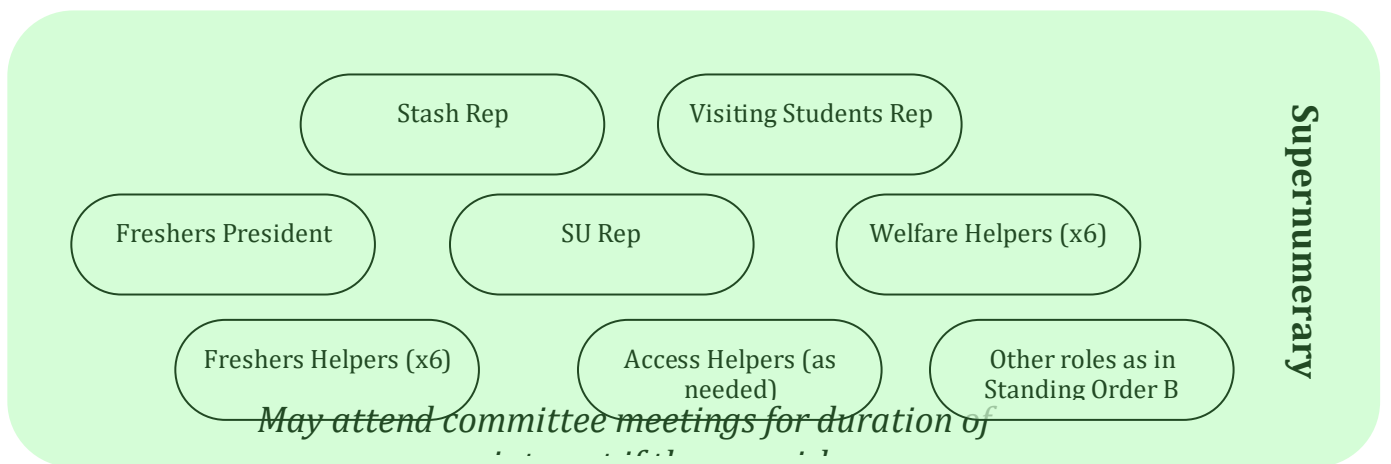 Stash Rep
Visiting Students Rep
Supernumerary
Freshers President
SU Rep
Welfare Helpers (x6)
Freshers Helpers (x6)
Access Helpers (as
needed)
Other roles as in
Standing Order B
May attend committee meetings for duration of